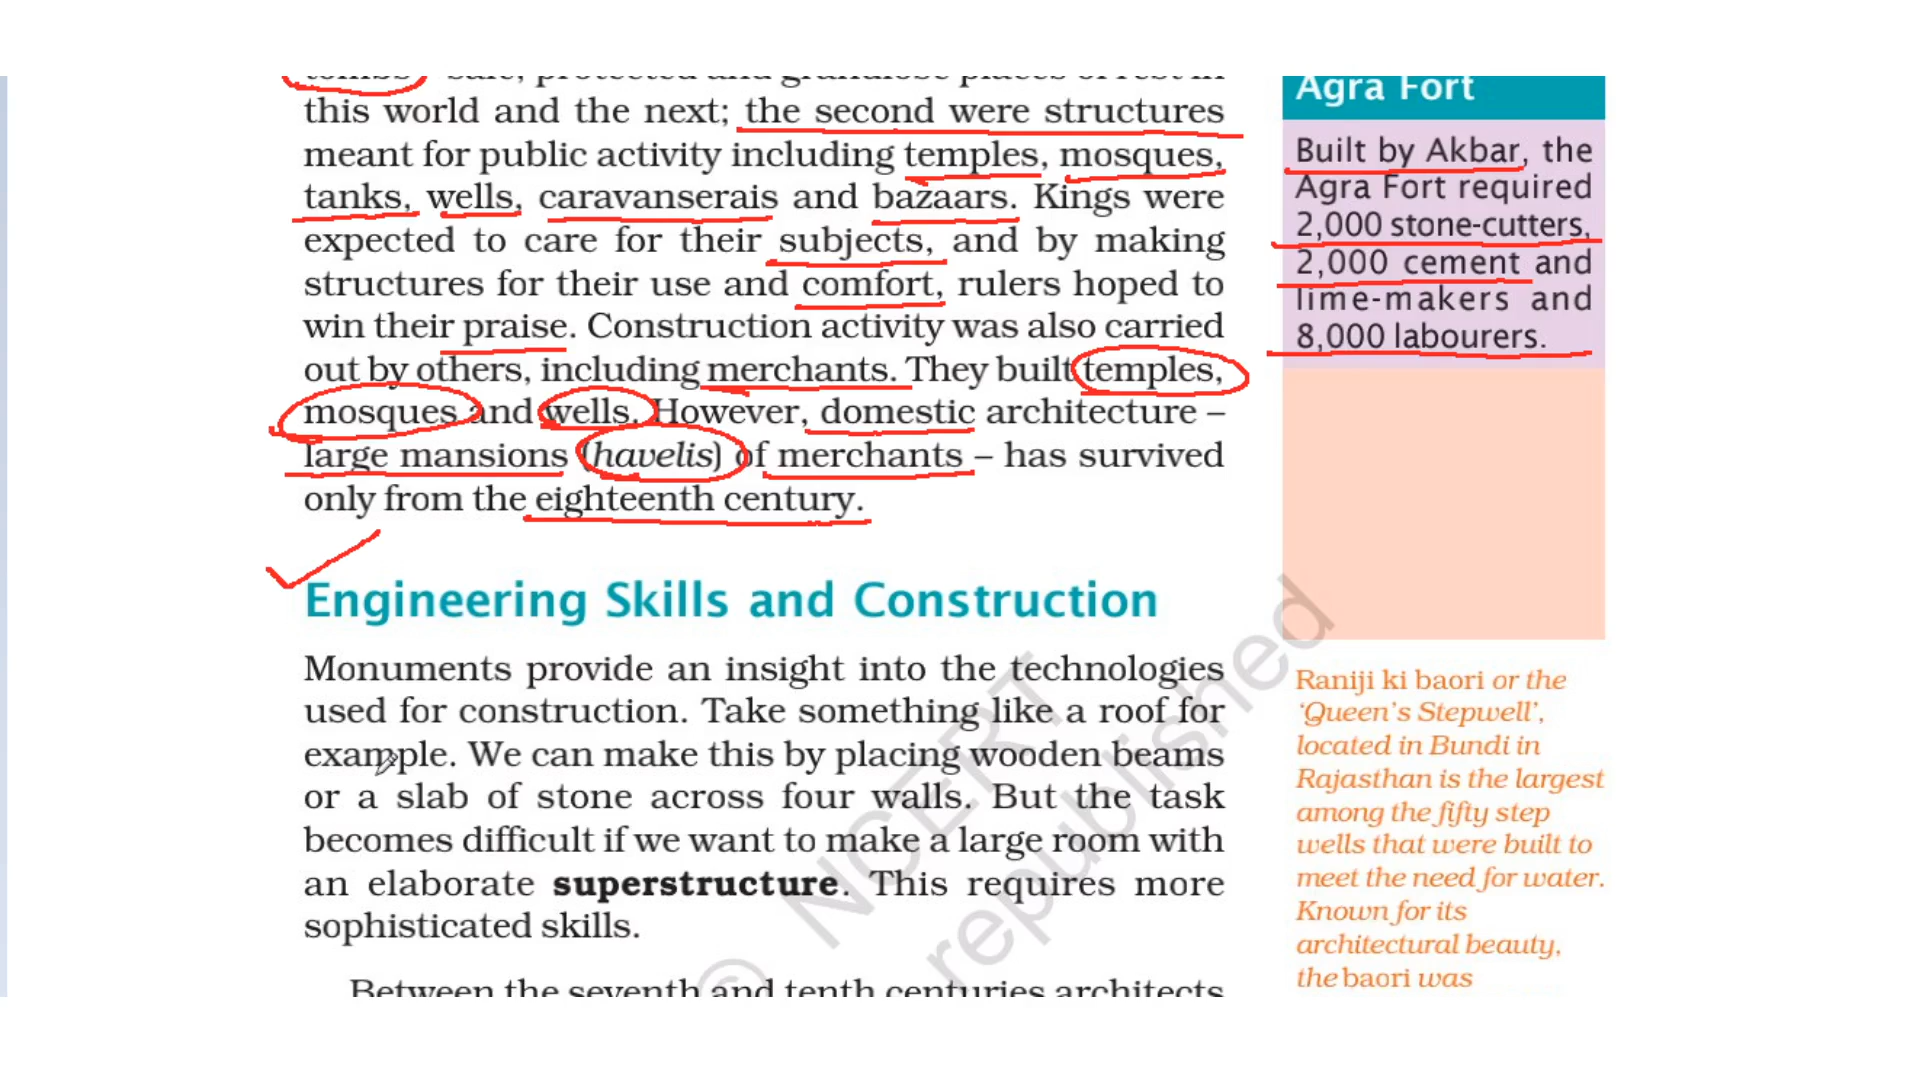 tombs – safe, protected and grandiose places of rest in
this world and the next; the second were structures
meant for public activity including temples, mosques,
tanks, wells, caravanserais and bazaars. Kings were
expected to care for their subjects, and by making
structures for their use and comfort, rulers hoped to
win their praise. Construction activity was also carried
out by others, including merchants. They built temples,
mosques and wells. However, domestic architecture –
large mansions (havelis) of merchants – has survived
only from the eighteenth century.
Engineering Skills and Construction
Monuments provide an insight into the technologies
used for construction. Take something like a roof for
example. We can make this by placing wooden beams
or a slab of stone across four walls. But the task
becomes difficult if we want to make a large room with
an elaborate superstructure. This requires more
sophisticated skills.
Between the seventh and tenth centuries architects
Agra Fort
Built by Akbar, the
Agra Fort required
2,000 stone-cutters,
2,000 cement and
lime-makers and
8,000 labourers.
Raniji ki baori or the
‘Queen’s Stepwell’,
located in Bundi in
Rajasthan is the largest
among the fifty step
wells that were built to
meet the need for water.
Known for its
architectural beauty,
the baori was
© NCERT
republished